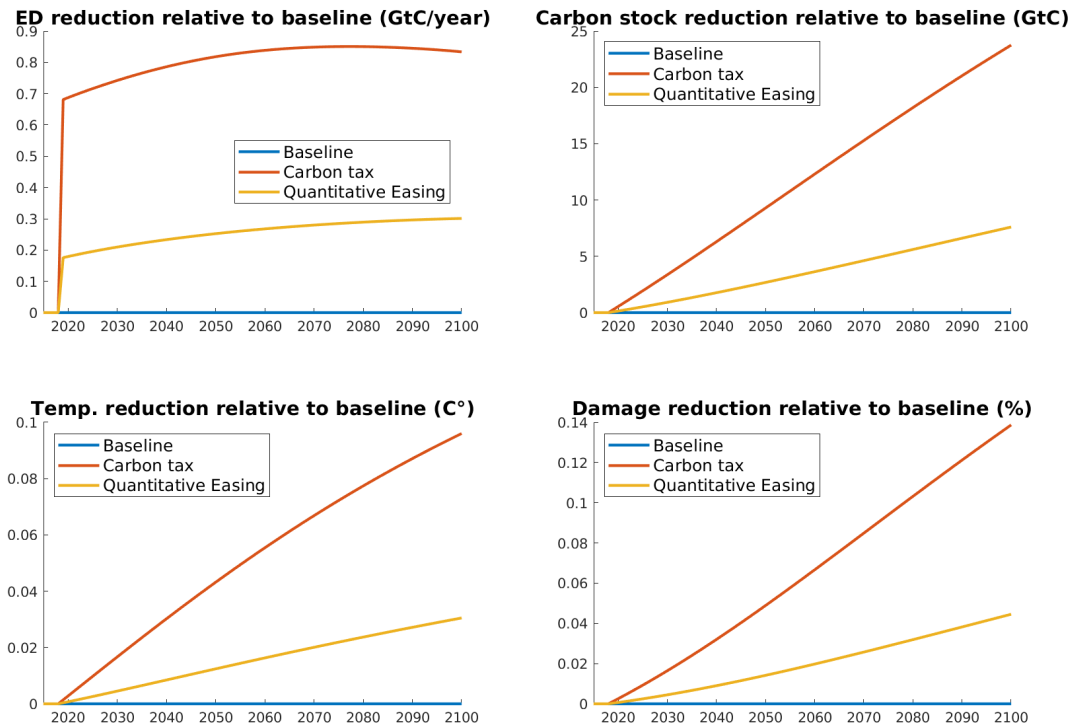 ED reduction relative to baseline (GtC/year)
0.9
0.8
0.7
0.6
0.5
0.4
0.3
0.2
0.1
0
Baseline
Carbon tax
Quantitative Easing
2020 2030 2040 2050 2060 2070 2080 2090 2100
Carbon stock reduction relative to baseline (GtC)
25
20
15
10
5
0
Baseline
Carbon tax
Quantitative Easing
2020 2030 2040 2050 2060 2070 2080 2090 2100
Temp. reduction relative to baseline (C°)
0.1
0.08
0.06
0.04
0.02
0
Baseline
Carbon tax
Quantitative Easing
2020 2030 2040 2050 2060 2070 2080 2090 2100
Damage reduction relative to baseline (%)
0.14
0.12
0.1
0.08
0.06
0.04
0.02
0
Baseline
Carbon tax
Quantitative Easing
2020 2030 2040 2050 2060 2070 2080 2090 2100